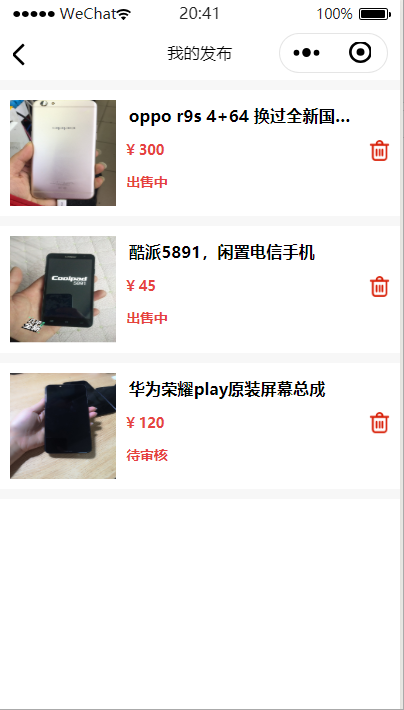 WeChat 20:41 100%
我的发布
oppo r9s 4+64 换过全新国...
¥ 300
出售中
Coolpad
5891
酷派5891，闲置电信手机
¥ 45
出售中
华为荣耀play原装屏幕总成
¥ 120
待审核